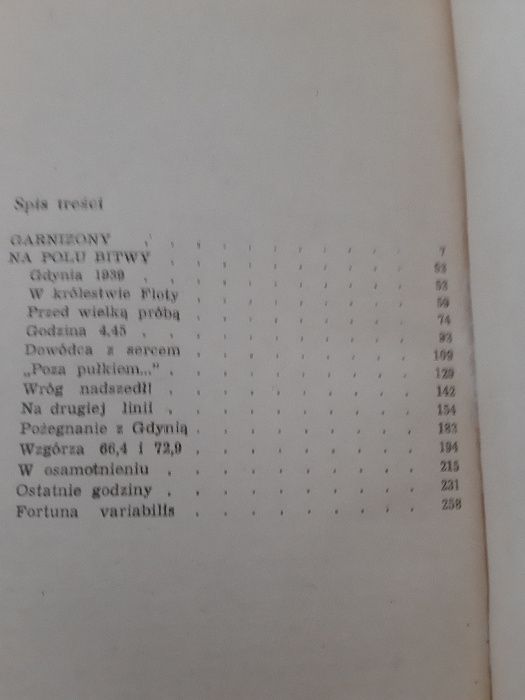 Spis treści
GARNIZONY . . . . . . . . . . . 7
NA POLU BITWY . . . . . . . . . . 53
Gdynia 1939 . . . . . . . . . . . 53
W królestwie Floty . . . . . . . . . 59
Przed wielką próbą . . . . . . . . . 74
Godzina 4,45 . . . . . . . . . . . 93
Dowódca z sercem . . . . . . . . . 109
„Poza pułkiem..." . . . . . . . . . . 129
Wróg nadszedł! . . . . . . . . . . 142
Na drugiej linii . . . . . . . . . . 154
Pożegnanie z Gdynią . . . . . . . . . 183
Wzgórza 66,4 i 72,9 . . . . . . . . . 194
W osamotnieniu . . . . . . . . . . 215
Ostatnie godziny . . . . . . . . . . 231
Fortuna variabilis . . . . . . . . . 258